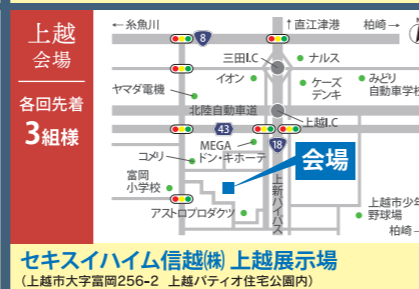 上越
会場
各回先着
3組様
←糸魚川
↑直江津港
柏崎→
8
三田I.C
ナルス
イオン
ケーズ
デンキ
みどり
自動車学校
ヤマダ電機
北陸自動車道
上越I.C
43
18
MEGA
ドン・キホーテ
コメリ
会場
富岡
小学校
上新バイパス
アストロプロダクツ
上越市少年
野球場
柏崎→
セキスイハイム信越㈱ 上越展示場
(上越市大字富岡256-2 上越パティオ住宅公園内)